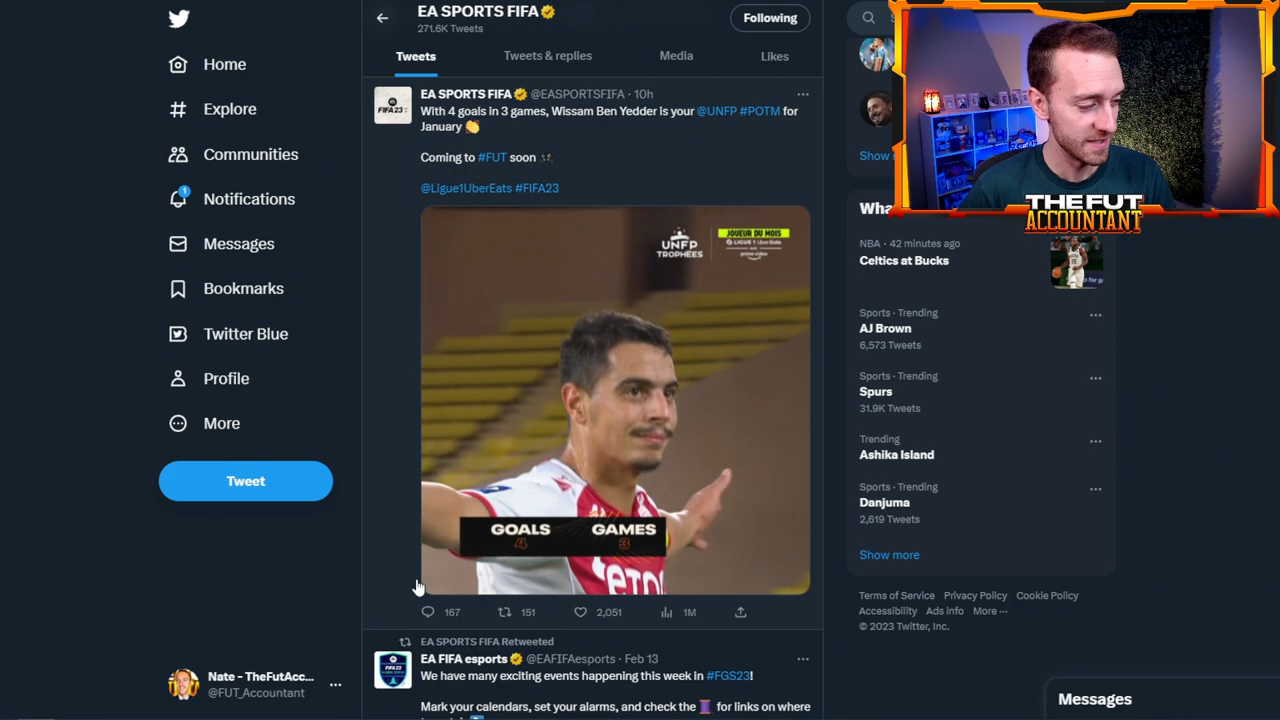 Home
Explore
Communities
1
Notifications
Messages
Bookmarks
Twitter Blue
Profile
More
Tweet
Nate - TheFutAcc...
@FUT_Accountant
EA SPORTS FIFA
271.6K Tweets
Following
Tweets
Tweets & replies
Media
Likes
EA SPORTS FIFA @EASPORTSFIFA · 10h
With 4 goals in 3 games, Wissam Ben Yedder is your @UNFP #POTM for
January
Coming to #FUT soon
@Ligue1UberEats #FIFA23
UNFP
TROPHÉES
JOUEUR DU MOIS
LIGUE 1 Uber Eats
prime video
GOALS GAMES
4 3
167 151 2,051 1M
EA SPORTS FIFA Retweeted
EA FIFA esports @EAFIFAesports · Feb 13
We have many exciting events happening this week in #FGS23!
Mark your calendars, set your alarms, and check the for links on where
THE FUT
ACCOUNTANT
Show
Wha
NBA · 42 minutes ago
Celtics at Bucks
Sports · Trending
AJ Brown
6,573 Tweets
Sports · Trending
Spurs
31.9K Tweets
Trending
Ashika Island
Sports · Trending
Danjuma
2,619 Tweets
Show more
Terms of Service Privacy Policy Cookie Policy
Accessibility Ads info More ···
© 2023 Twitter, Inc.
Messages